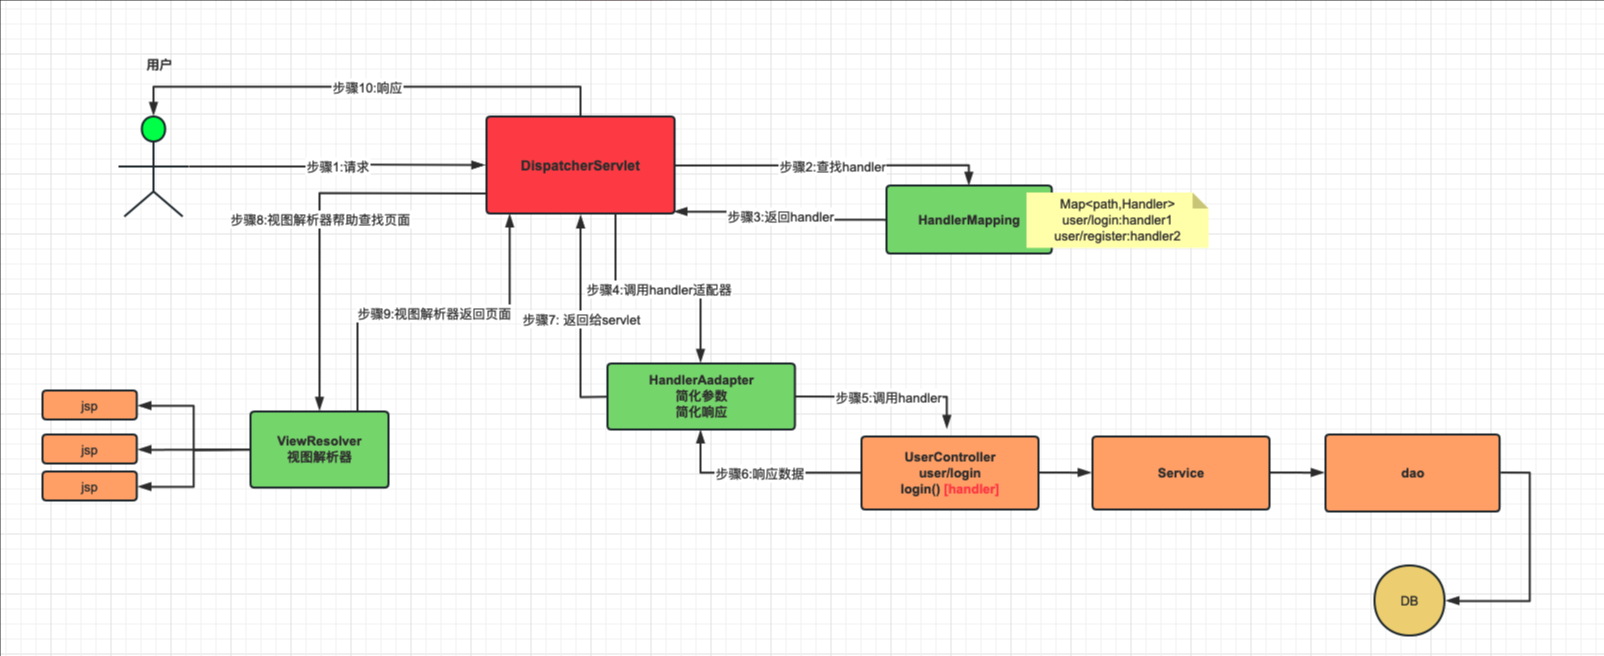 用户
步骤10:响应
DispatcherServlet
步骤1:请求
步骤2:查找handler
步骤8:视图解析器帮助查找页面
步骤3:返回handler
HandlerMapping
Map<path,Handler>
user/login:handler1
user/register:handler2
步骤4:调用handler适配器
步骤9:视图解析器返回页面
步骤7: 返回给servlet
HandlerAadapter
简化参数
简化响应
步骤5:调用handler
jsp
jsp
jsp
ViewResolver
视图解析器
步骤6:响应数据
UserController
user/login
login() [handler]
Service
dao
DB